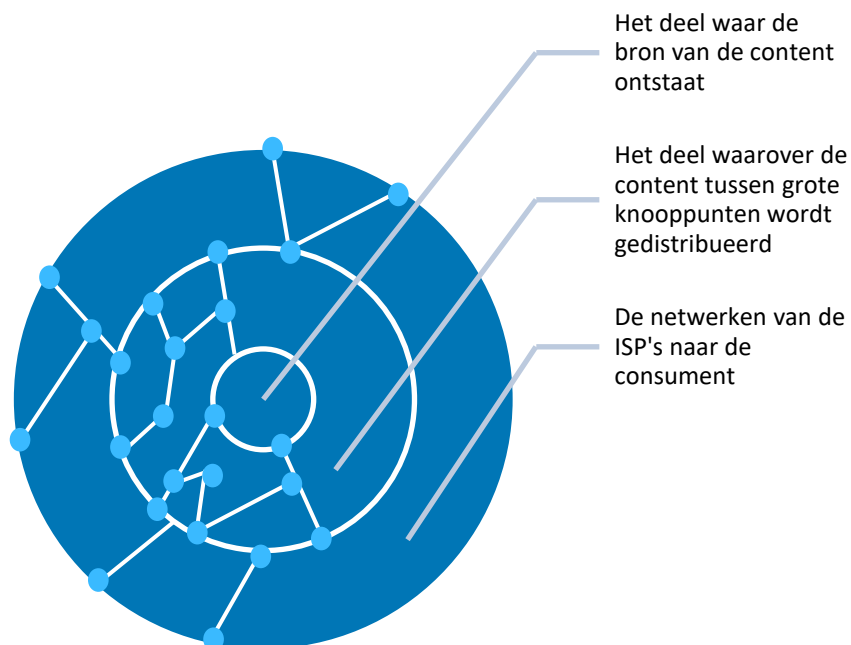 Het deel waar de
bron van de content
ontstaat
Het deel waarover de
content tussen grote
knooppunten wordt
gedistribueerd
De netwerken van de
ISP's naar de
consument